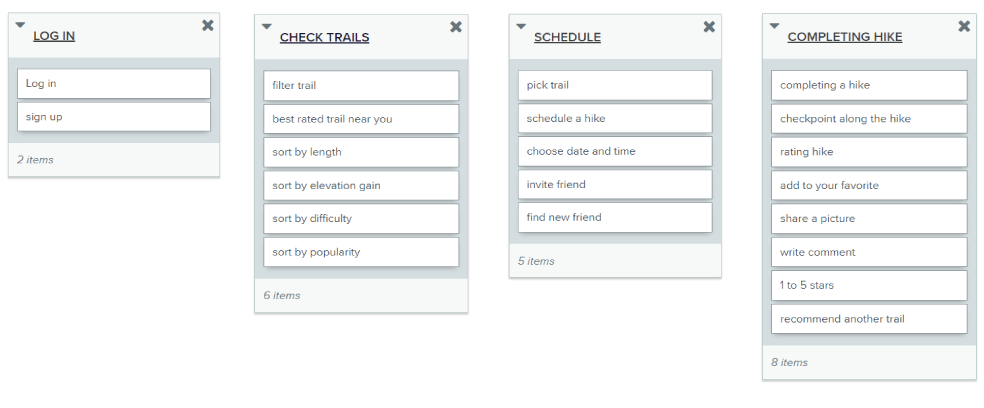 LOG IN
Log in
sign up
2 items
CHECK TRAILS
filter trail
best rated trail near you
sort by length
sort by elevation gain
sort by difficulty
sort by popularity
6 items
SCHEDULE
pick trail
schedule a hike
choose date and time
invite friend
find new friend
5 items
COMPLETING HIKE
completing a hike
checkpoint along the hike
rating hike
add to your favorite
share a picture
write comment
1 to 5 stars
recommend another trail
8 items